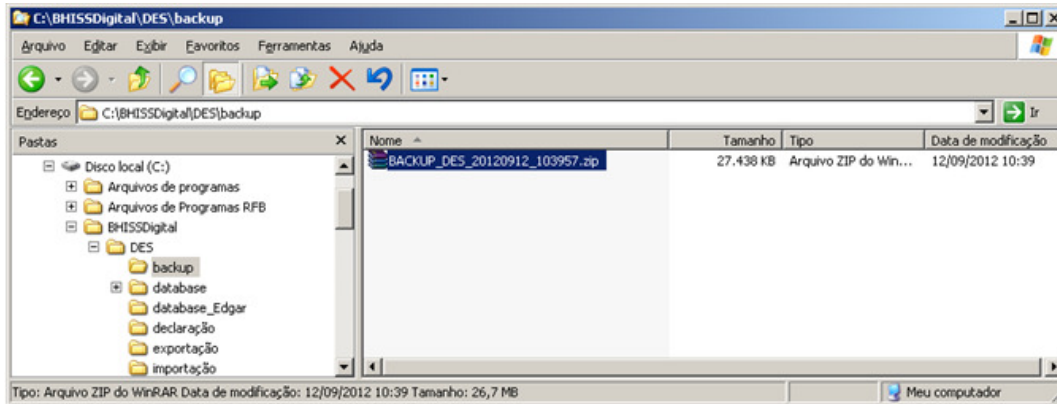 C:\BHISSDigital\DES\backup
Arquivo Editar Exibir Favoritos Ferramentas Ajuda
Endereço C:\BHISSDigital\DES\backup Ir
Pastas Nome Tamanho Tipo Data de modificação
Disco local (C:) BACKUP_DES_20120912_103957.zip 27.438 KB Arquivo ZIP do Win... 12/09/2012 10:39
Arquivos de programas
Arquivos de Programas RFB
BHISSDigital
DES
backup
database
database_Edgar
declaração
exportação
importação
Tipo: Arquivo ZIP do WinRAR Data de modificação: 12/09/2012 10:39 Tamanho: 26,7 MB Meu computador